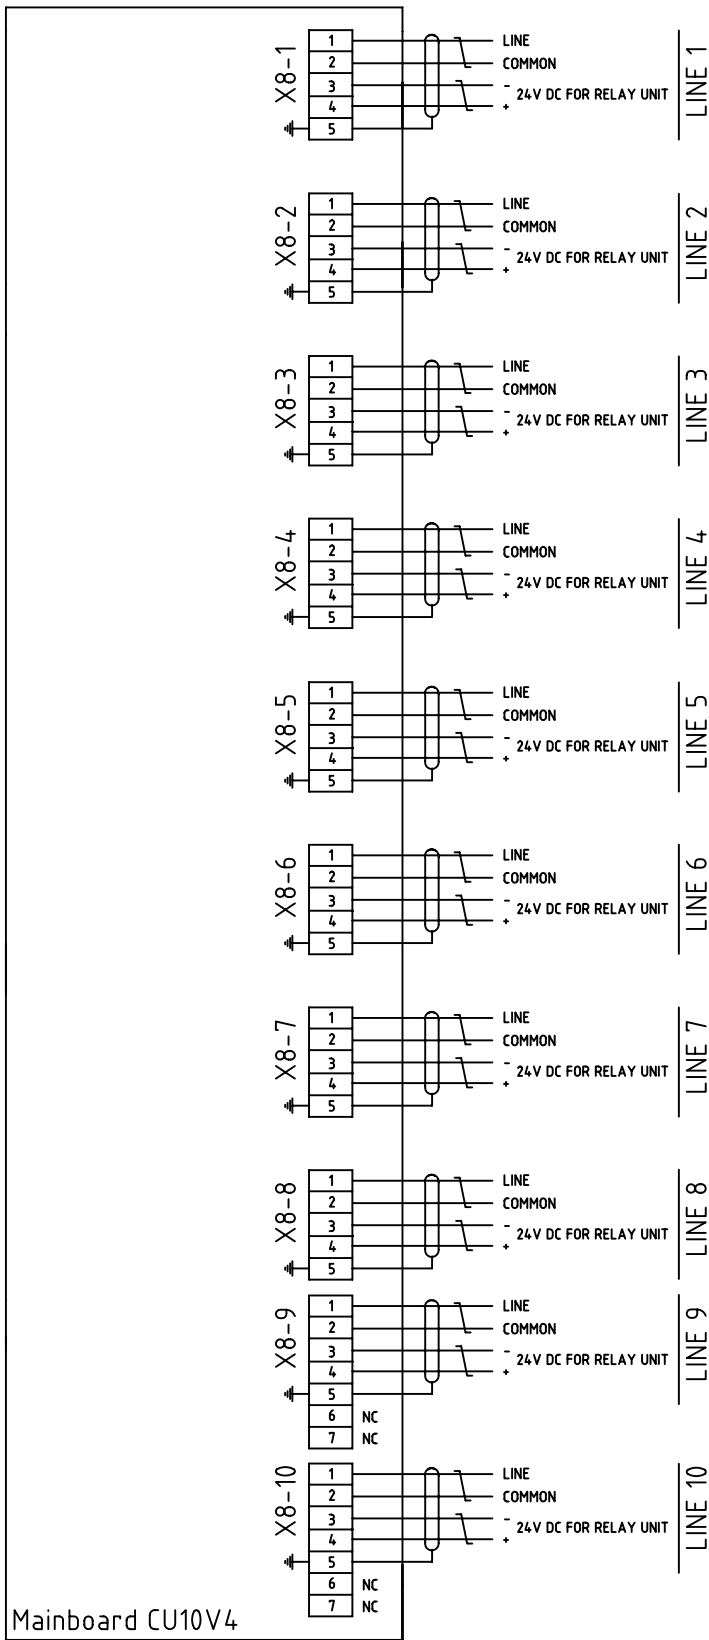 X8-1
1
2
3
4
5
LINE
COMMON
-
+
24V DC FOR RELAY UNIT
LINE 1
X8-2
1
2
3
4
5
LINE
COMMON
-
+
24V DC FOR RELAY UNIT
LINE 2
X8-3
1
2
3
4
5
LINE
COMMON
-
+
24V DC FOR RELAY UNIT
LINE 3
X8-4
1
2
3
4
5
LINE
COMMON
-
+
24V DC FOR RELAY UNIT
LINE 4
X8-5
1
2
3
4
5
LINE
COMMON
-
+
24V DC FOR RELAY UNIT
LINE 5
X8-6
1
2
3
4
5
LINE
COMMON
-
+
24V DC FOR RELAY UNIT
LINE 6
X8-7
1
2
3
4
5
LINE
COMMON
-
+
24V DC FOR RELAY UNIT
LINE 7
X8-8
1
2
3
4
5
LINE
COMMON
-
+
24V DC FOR RELAY UNIT
LINE 8
X8-9
1
2
3
4
5
6 NC
7 NC
LINE
COMMON
-
+
24V DC FOR RELAY UNIT
LINE 9
X8-10
1
2
3
4
5
6 NC
7 NC
LINE
COMMON
-
+
24V DC FOR RELAY UNIT
LINE 10
Mainboard CU10V4